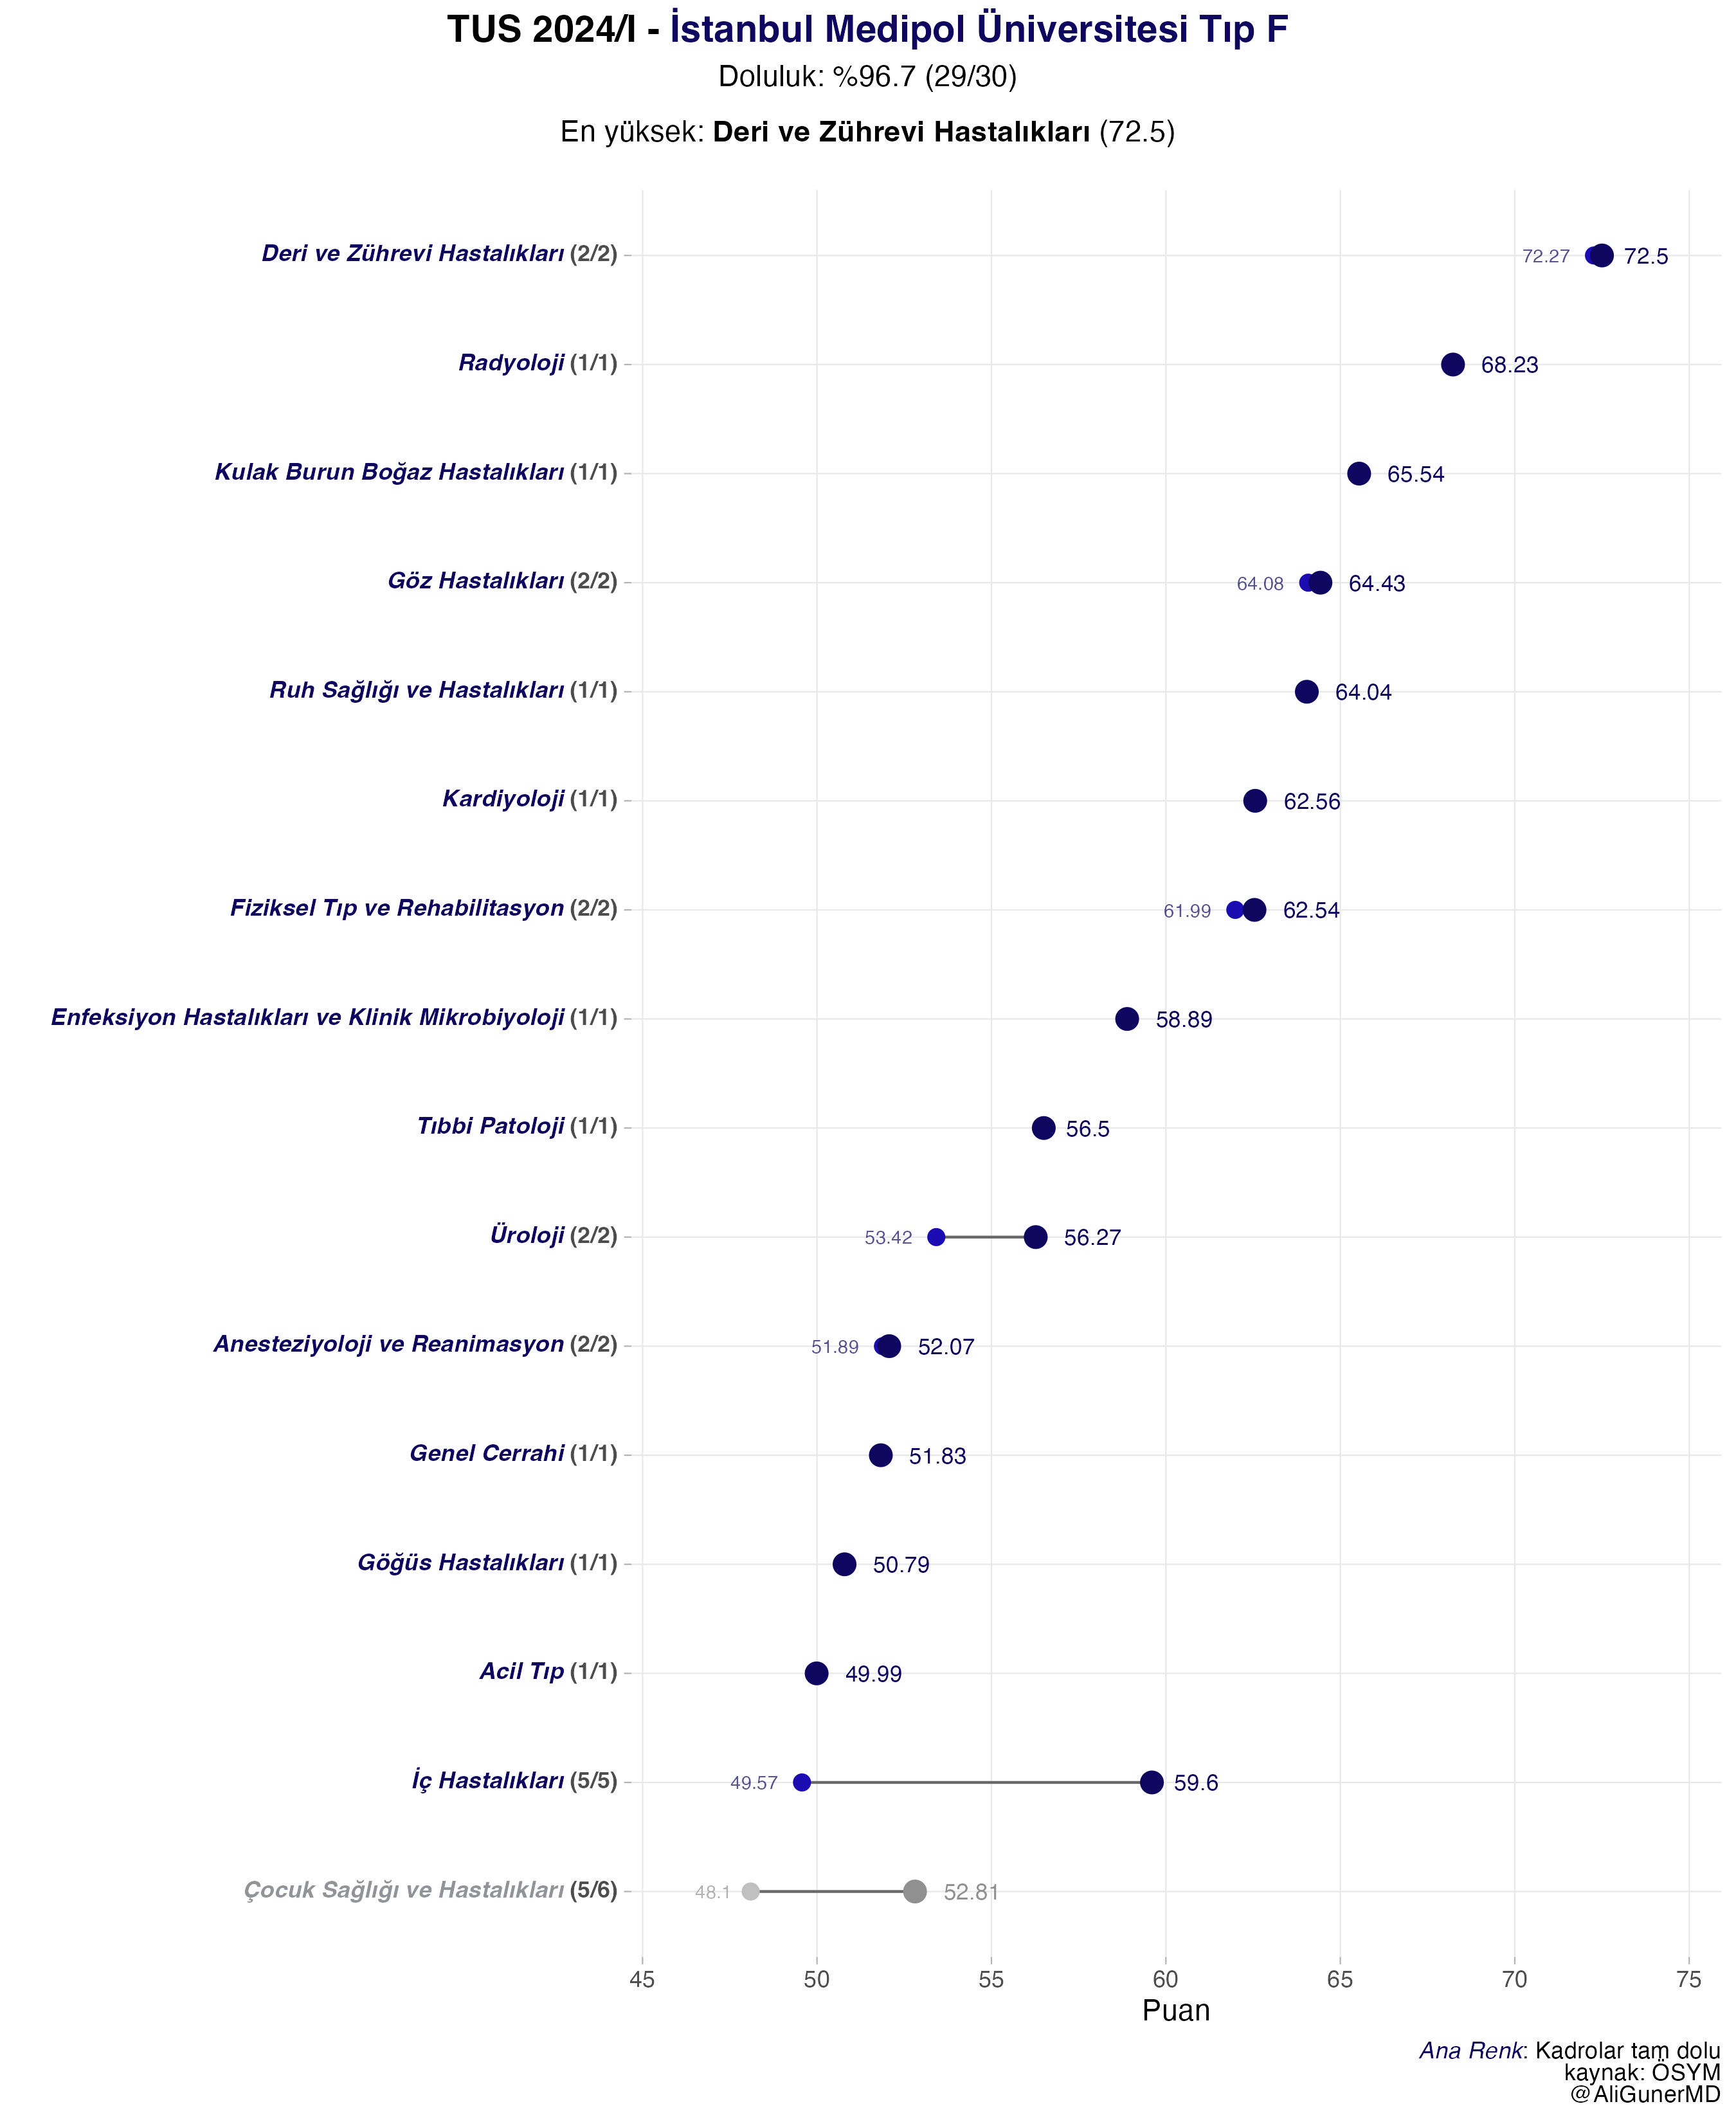 TUS 2024/I - İstanbul Medipol Üniversitesi Tıp F
Doluluk: %96.7 (29/30)
En yüksek: Deri ve Zührevi Hastalıkları (72.5)
Deri ve Zührevi Hastalıkları (2/2) 72.27 72.5
Radyoloji (1/1) 68.23
Kulak Burun Boğaz Hastalıkları (1/1) 65.54
Göz Hastalıkları (2/2) 64.08 64.43
Ruh Sağlığı ve Hastalıkları (1/1) 64.04
Kardiyoloji (1/1) 62.56
Fiziksel Tıp ve Rehabilitasyon (2/2) 61.99 62.54
Enfeksiyon Hastalıkları ve Klinik Mikrobiyoloji (1/1) 58.89
Tıbbi Patoloji (1/1) 56.5
Üroloji (2/2) 53.42 56.27
Anesteziyoloji ve Reanimasyon (2/2) 51.89 52.07
Genel Cerrahi (1/1) 51.83
Göğüs Hastalıkları (1/1) 50.79
Acil Tıp (1/1) 49.99
İç Hastalıkları (5/5) 49.57 59.6
Çocuk Sağlığı ve Hastalıkları (5/6) 48.1 52.81
45 50 55 60 65 70 75
Puan
Ana Renk: Kadrolar tam dolu
kaynak: ÖSYM
@AliGunerMD